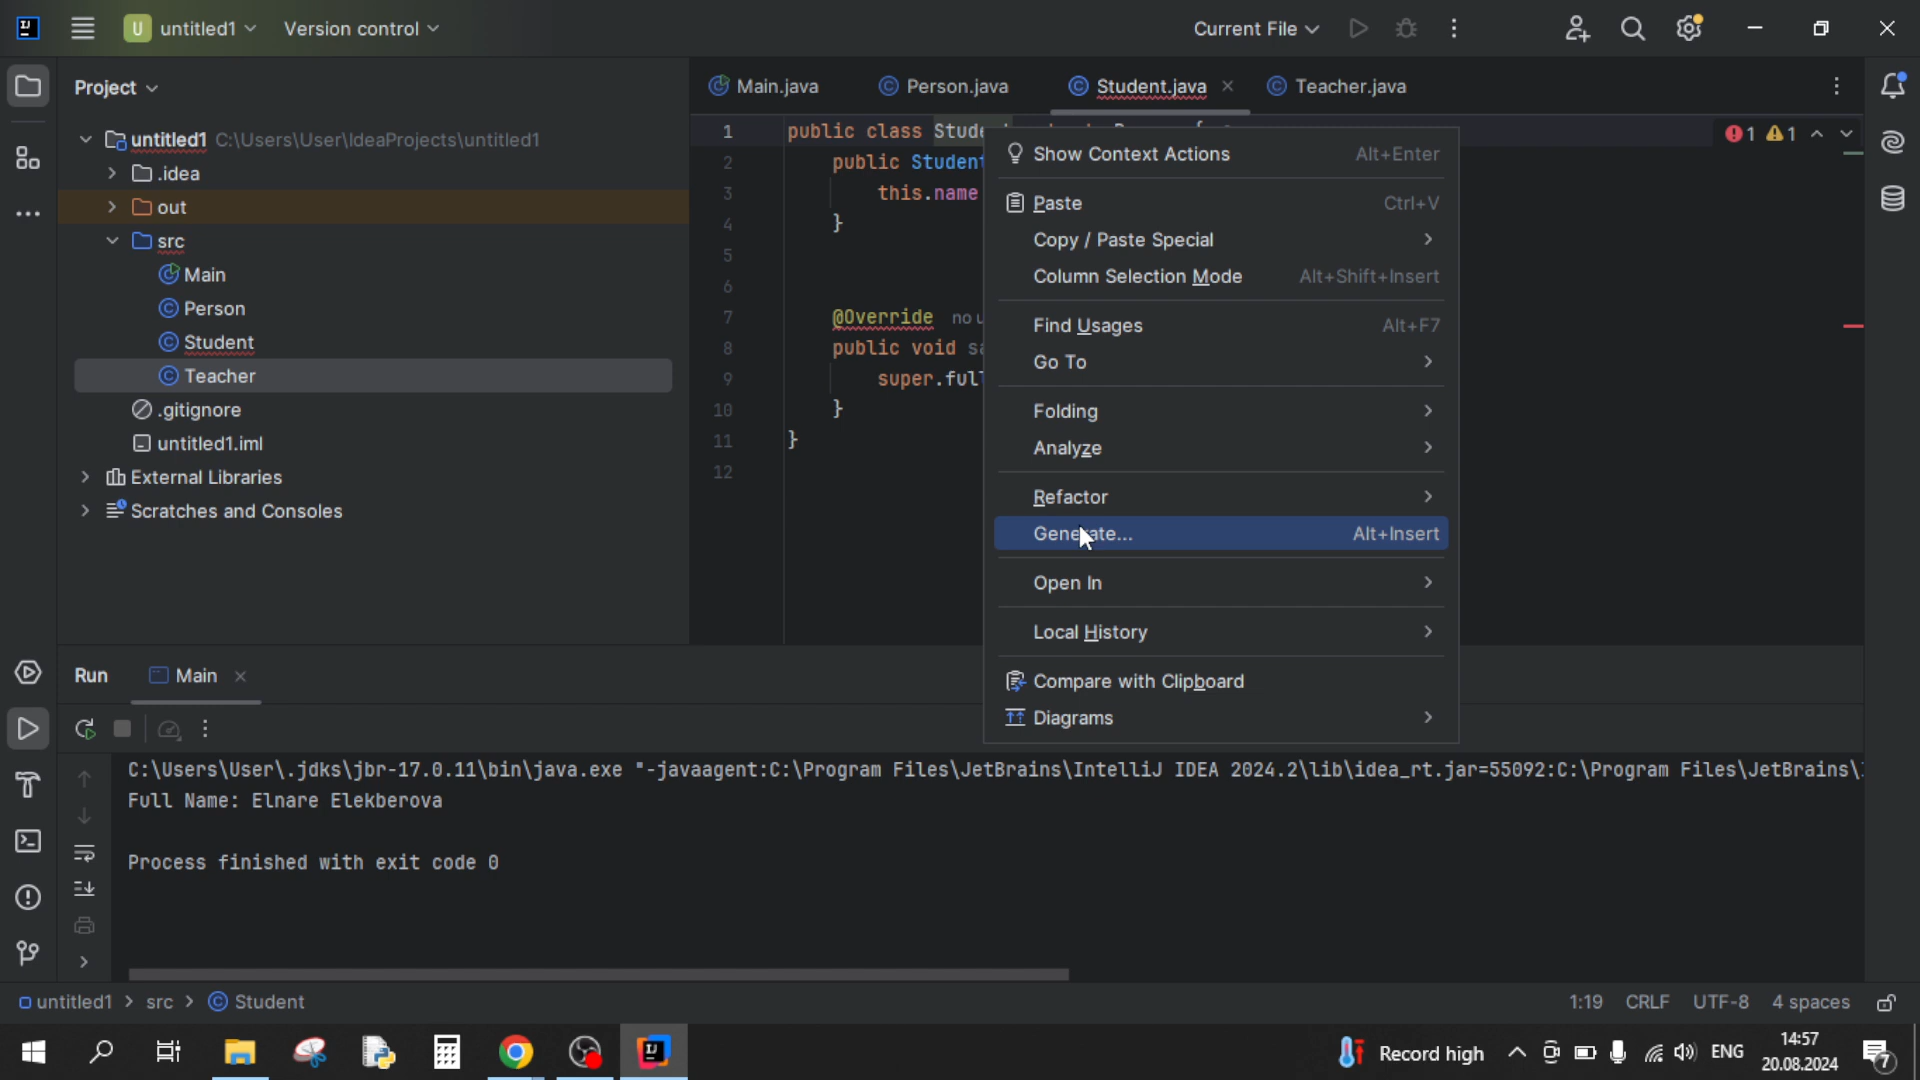 U untitled1 Version control Current File
Project
Main.java Person.java Student.java Teacher.java
untitled1 C:\Users\User\IdeaProjects\untitled1
.idea
out
src
Main
Person
Student
Teacher
.gitignore
untitled1.iml
External Libraries
Scratches and Consoles
1 public class Stude
2 public Student
3 this.name
4 }
5
6
7 @Override no u
8 public void sa
9 super.full
10 }
11 }
12
1 1
Show Context Actions Alt+Enter
Paste Ctrl+V
Copy / Paste Special
Column Selection Mode Alt+Shift+Insert
Find Usages Alt+F7
Go To
Folding
Analyze
Refactor
Generate... Alt+Insert
Open In
Local History
Compare with Clipboard
Diagrams
Run Main
C:\Users\User\.jdks\jbr-17.0.11\bin\java.exe "-javaagent:C:\Program Files\JetBrains\IntelliJ IDEA 2024.2\lib\idea_rt.jar=55092:C:\Program Files\JetBrains\
Full Name: Elnare Elekberova
Process finished with exit code 0
untitled1 > src > Student 1:19 CRLF UTF-8 4 spaces
Record high ENG 14:57
20.08.2024 7